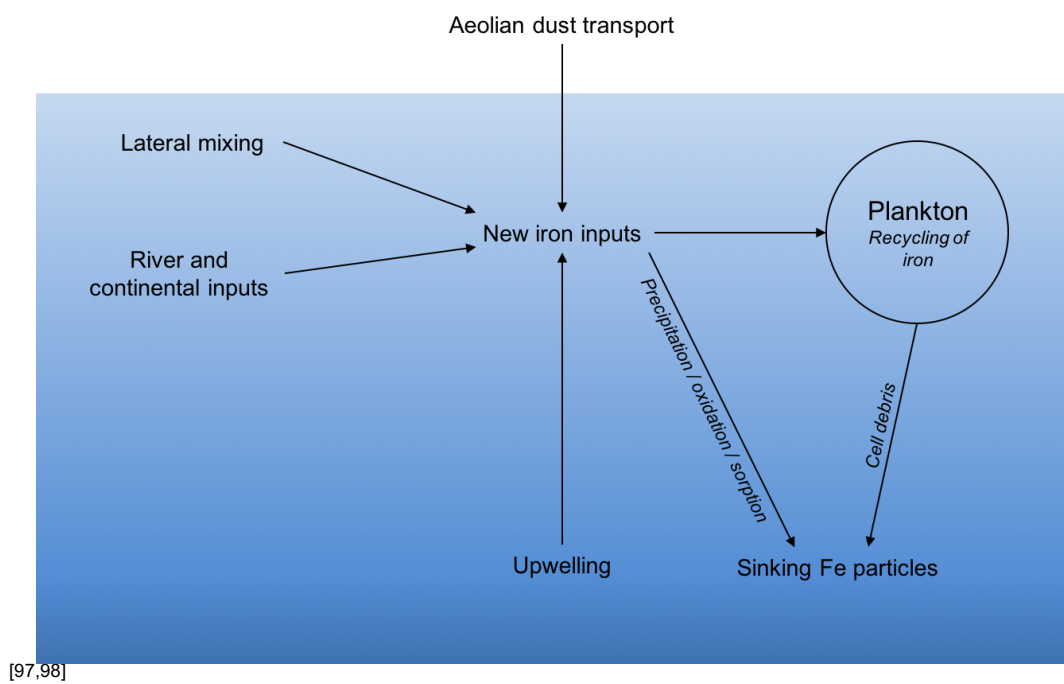 Aeolian dust transport
Lateral mixing
New iron inputs
River and
continental inputs
Plankton
Recycling of
iron
Precipitation / oxidation / sorption
Cell debris
Upwelling
Sinking Fe particles
[97,98]